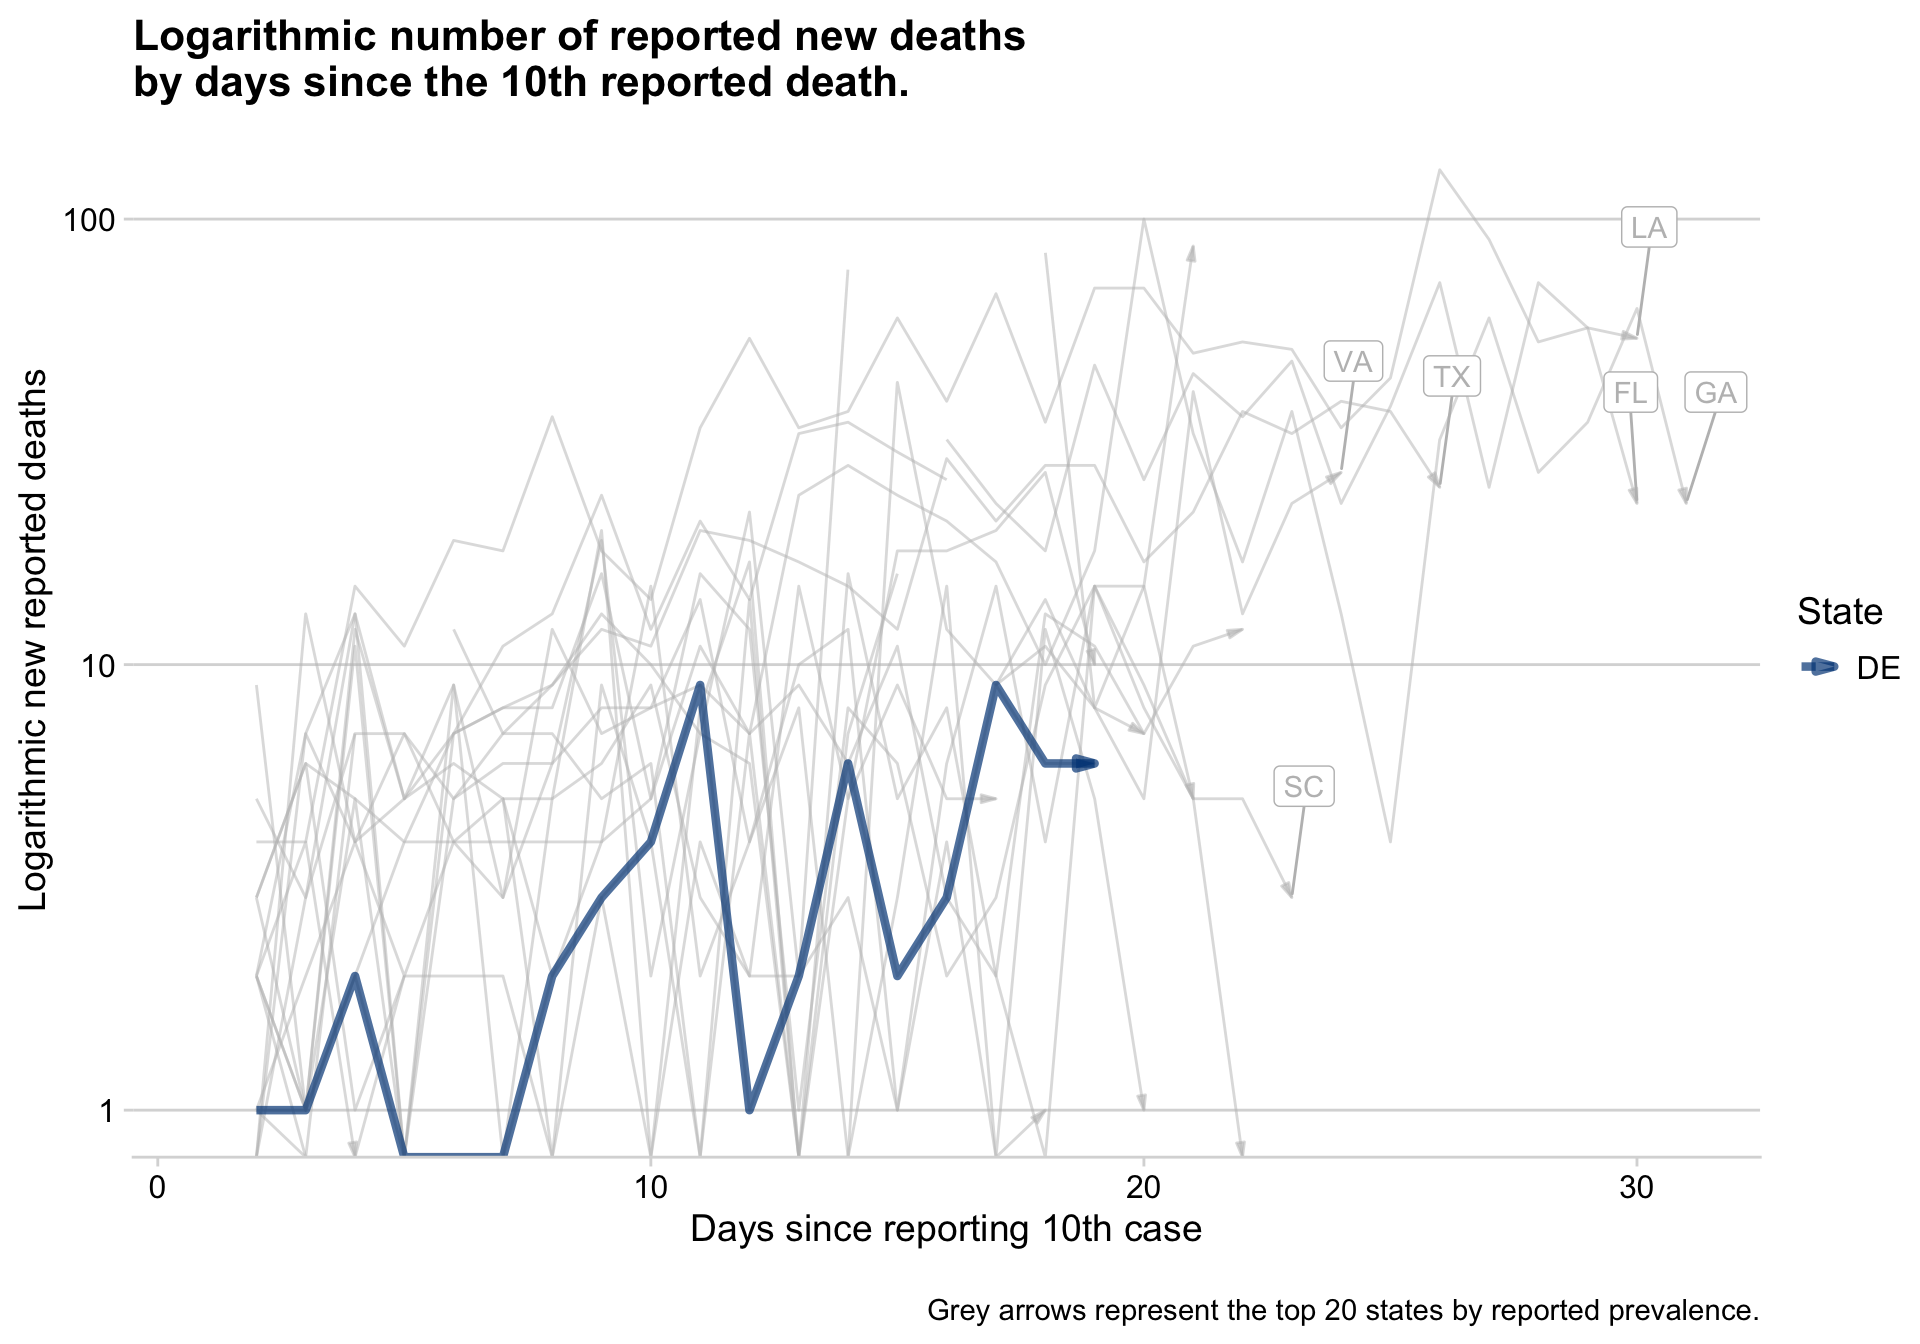 Logarithmic number of reported new deaths
by days since the 10th reported death.
Logarithmic new reported deaths
100
10
1
LA
VA
TX
FL
GA
SC
State
DE
0
10
20
30
Days since reporting 10th case
Grey arrows represent the top 20 states by reported prevalence.